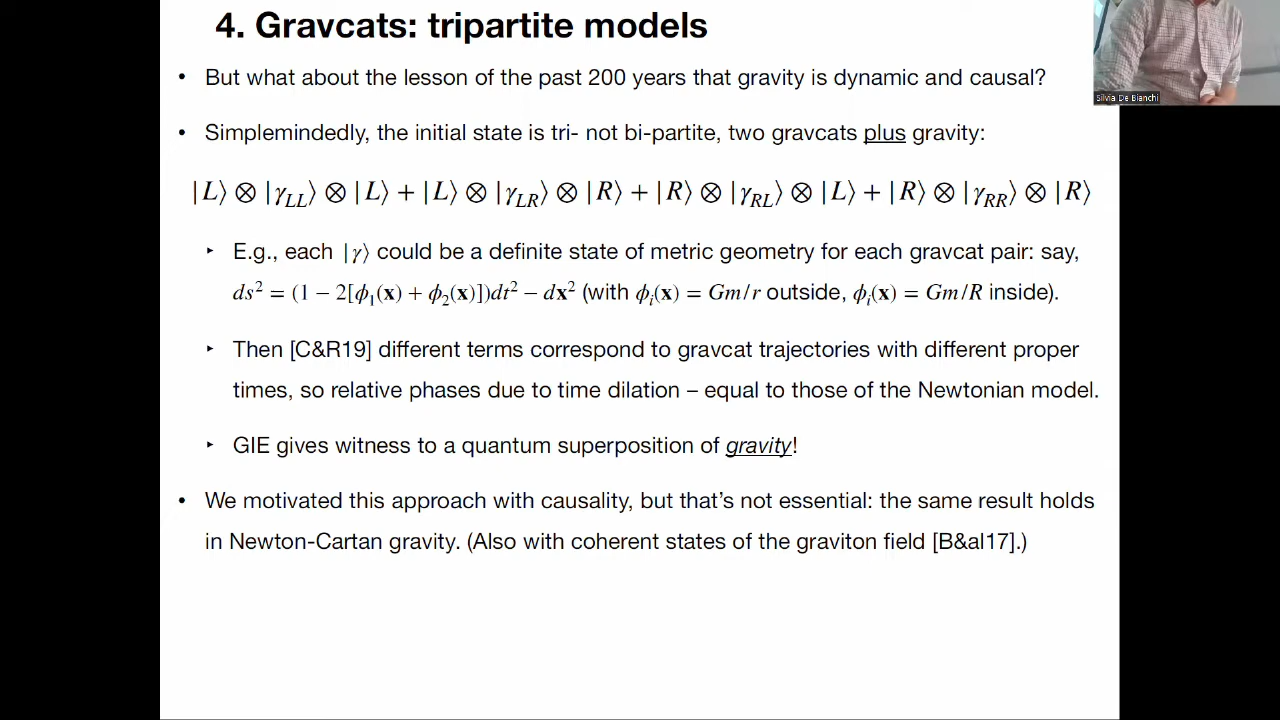 4. Gravcats: tripartite models
Silvia De Bianchi
• But what about the lesson of the past 200 years that gravity is dynamic and causal?
• Simplemindedly, the initial state is tri- not bi-partite, two gravcats plus gravity:
|L⟩ ⊗ |γ_LL⟩ ⊗ |L⟩ + |L⟩ ⊗ |γ_LR⟩ ⊗ |R⟩ + |R⟩ ⊗ |γ_RL⟩ ⊗ |L⟩ + |R⟩ ⊗ |γ_RR⟩ ⊗ |R⟩
‣ E.g., each |γ⟩ could be a definite state of metric geometry for each gravcat pair: say,
ds² = (1 − 2[ϕ₁(x) + ϕ₂(x)])dt² − dx² (with ϕᵢ(x) = Gm/r outside, ϕᵢ(x) = Gm/R inside).
‣ Then [C&R19] different terms correspond to gravcat trajectories with different proper
times, so relative phases due to time dilation – equal to those of the Newtonian model.
‣ GIE gives witness to a quantum superposition of gravity!
• We motivated this approach with causality, but that's not essential: the same result holds
in Newton-Cartan gravity. (Also with coherent states of the graviton field [B&al17].)